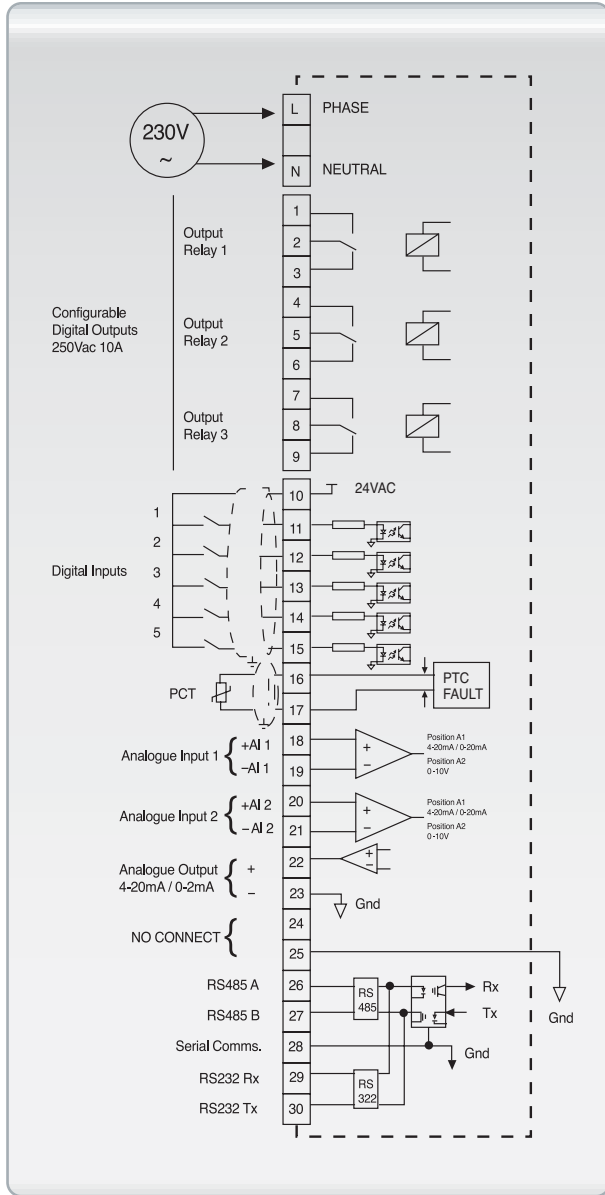 230V
~
L PHASE
N NEUTRAL
Configurable
Digital Outputs
250Vac 10A
Output
Relay 1
1
2
3
Output
Relay 2
4
5
6
Output
Relay 3
7
8
9
10 24VAC
Digital Inputs
1 11
2 12
3 13
4 14
5 15
PCT
16
17
PTC
FAULT
Analogue Input 1
+AI 1 18
–AI 1 19
+
–
Position A1
4-20mA / 0-20mA
Position A2
0-10V
Analogue Input 2
+AI 2 20
– AI 2 21
+
–
Position A1
4-20mA / 0-20mA
Position A2
0-10V
Analogue Output
4-20mA / 0-2mA
+ 22
– 23
+
–
Gnd
NO CONNECT
24
25
Gnd
RS485 A 26
RS485 B 27
RS
485
Rx
Tx
Serial Comms. 28
Gnd
RS232 Rx 29
RS232 Tx 30
RS
322